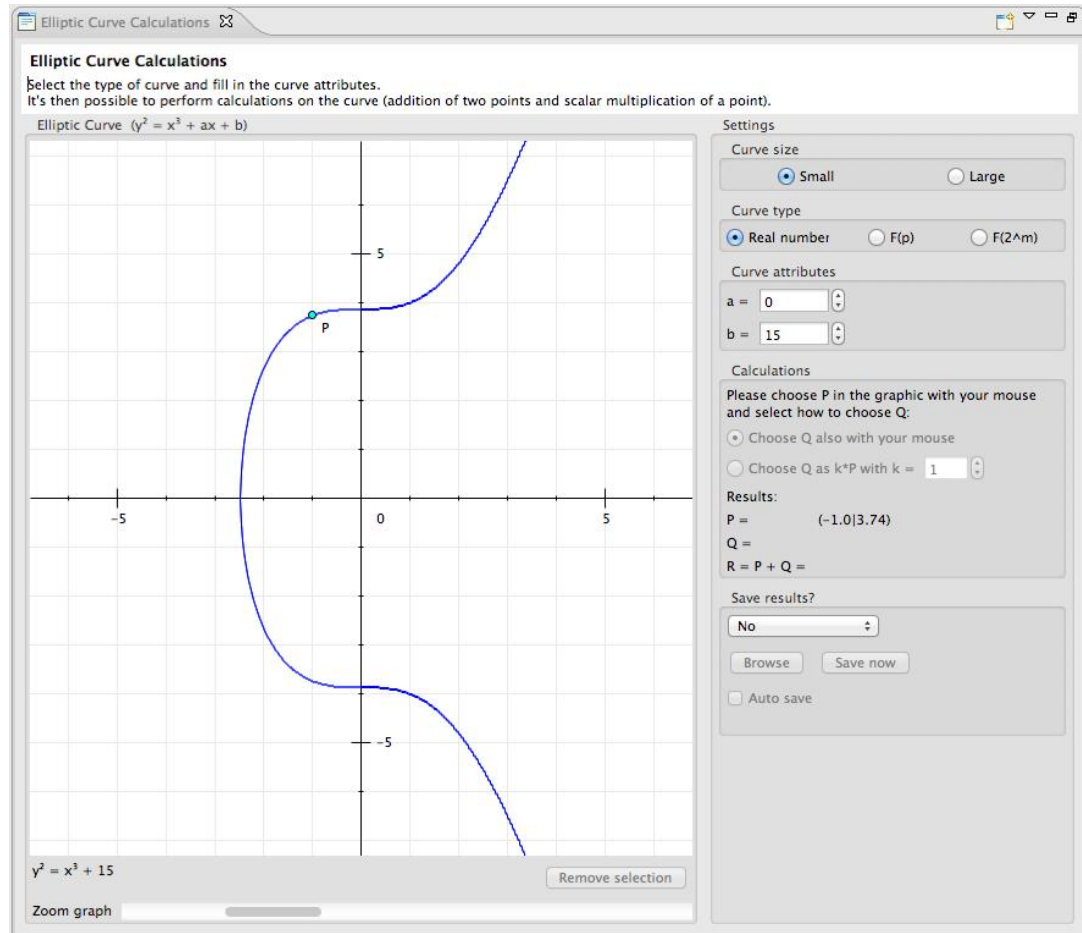 Elliptic Curve Calculations
Elliptic Curve Calculations
Select the type of curve and fill in the curve attributes.
It's then possible to perform calculations on the curve (addition of two points and scalar multiplication of a point).
Elliptic Curve (y² = x³ + ax + b)
5
P
-5
0
5
-5
y² = x³ + 15
Remove selection
Zoom graph
Settings
Curve size
Small Large
Curve type
Real number F(p) F(2^m)
Curve attributes
a = 0
b = 15
Calculations
Please choose P in the graphic with your mouse
and select how to choose Q:
Choose Q also with your mouse
Choose Q as k*P with k = 1
Results:
P = (-1.0|3.74)
Q =
R = P + Q =
Save results?
No
Browse Save now
Auto save